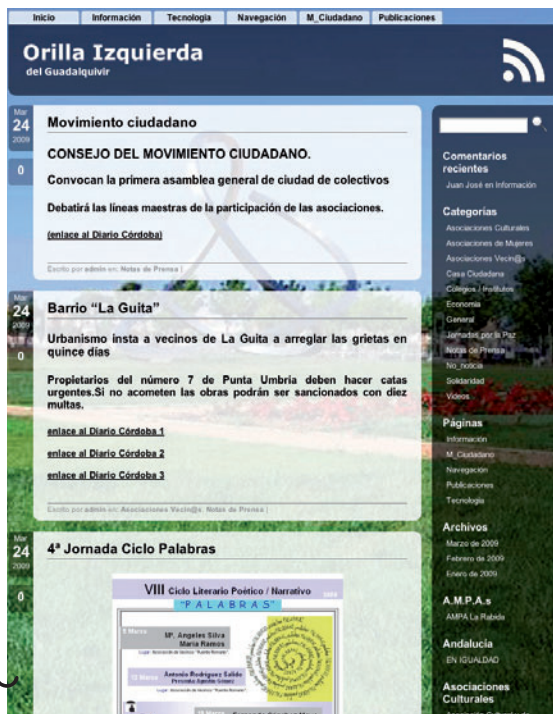 Inicio Información Tecnología Navegación M_Ciudadano Publicaciones
Orilla Izquierda
del Guadalquivir
Mar
24
2009
0
Movimiento ciudadano
CONSEJO DEL MOVIMIENTO CIUDADANO.
Convocan la primera asamblea general de ciudad de colectivos
Debatirá las líneas maestras de la participación de las asociaciones.
(enlace al Diario Córdoba)
Escrito por admin en: Notas de Prensa |
Mar
24
2009
0
Barrio “La Guita”
Urbanismo insta a vecinos de La Guita a arreglar las grietas en
quince días
Propietarios del número 7 de Punta Umbría deben hacer catas
urgentes.Si no acometen las obras podrán ser sancionados con diez
multas.
enlace al Diario Córdoba 1
enlace al Diario Córdoba 2
enlace al Diario Córdoba 3
Escrito por admin en: Asociaciones Vecin@s, Notas de Prensa |
Mar
24
2009
0
4ª Jornada Ciclo Palabras
VIII Ciclo Literario Poético / Narrativo
"PALABRAS"
5 Marzo
Mª. Angeles Silva
María Ramos
12 Marzo
Antonio Rodríguez Salido
Comentarios
recientes
Juan José en Información
Categorías
Asociaciones Culturales
Asociaciones de Mujeres
Asociaciones Vecin@s
Casa Ciudadana
Colegios / Institutos
Economía
General
Jornadas por la Paz
Notas de Prensa
No_noticia
Solidaridad
Videos
Páginas
Información
M_Ciudadano
Navegación
Publicaciones
Tecnología
Archivos
Marzo de 2009
Febrero de 2009
Enero de 2009
A.M.P.A.s
AMPA La Rabida
Andalucía
EN IGUALDAD
Asociaciones
Culturales